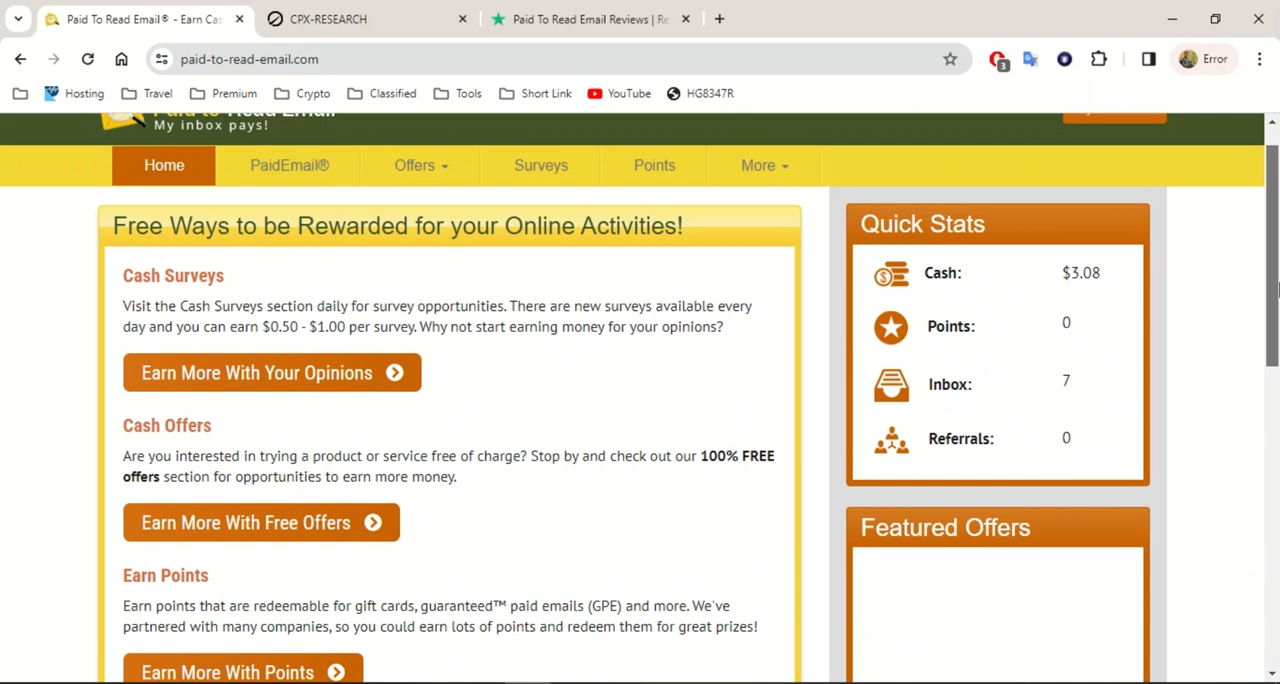 Paid To Read Email® - Earn Cas
CPX-RESEARCH
Paid To Read Email Reviews | Re
paid-to-read-email.com
3
Error
Hosting
Travel
Premium
Crypto
Classified
Tools
Short Link
YouTube
HG8347R
Paid to Read Email
My inbox pays!
Home
PaidEmail®
Offers
Surveys
Points
More
Free Ways to be Rewarded for your Online Activities!
Cash Surveys
Visit the Cash Surveys section daily for survey opportunities. There are new surveys available every
day and you can earn $0.50 - $1.00 per survey. Why not start earning money for your opinions?
Earn More With Your Opinions
Cash Offers
Are you interested in trying a product or service free of charge? Stop by and check out our 100% FREE
offers section for opportunities to earn more money.
Earn More With Free Offers
Earn Points
Earn points that are redeemable for gift cards, guaranteed™ paid emails (GPE) and more. We've
partnered with many companies, so you could earn lots of points and redeem them for great prizes!
Earn More With Points
Quick Stats
Cash: $3.08
Points: 0
Inbox: 7
Referrals: 0
Featured Offers